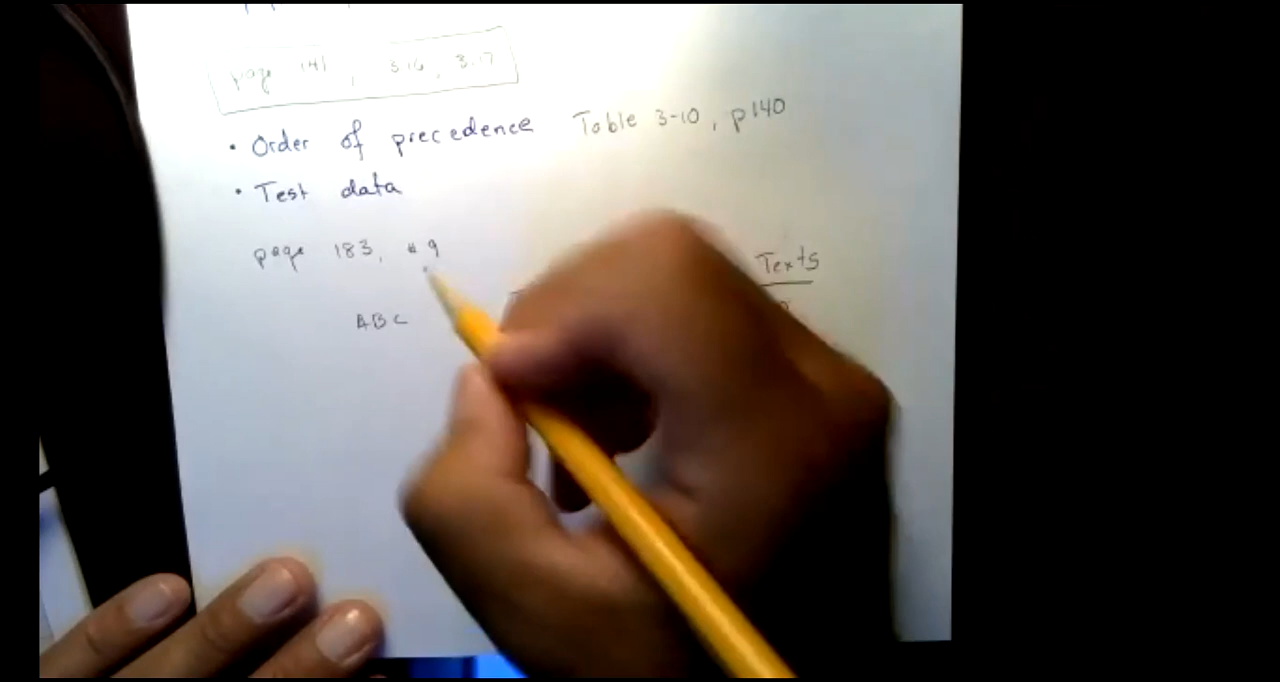 page 141, 3.16, 3.17
• Order of precedence Table 3-10, p140
• Test data
page 183, # 9
Texts
ABC